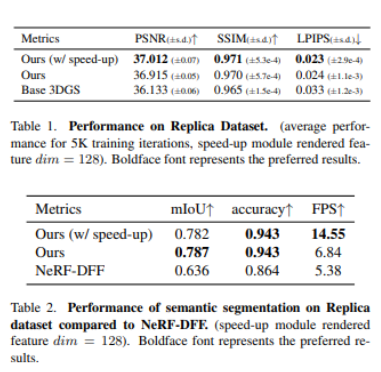 Metrics PSNR(±s.d.)↑ SSIM(±s.d.)↑ LPIPS(±s.d.)↓
Ours (w/ speed-up) 37.012 (±0.07) 0.971 (±5.3e-4) 0.023 (±2.9e-4)
Ours 36.915 (±0.05) 0.970 (±5.7e-4) 0.024 (±1.1e-3)
Base 3DGS 36.133 (±0.06) 0.965 (±1.5e-4) 0.033 (±1.2e-3)
Table 1. Performance on Replica Dataset. (average perfor-
mance for 5K training iterations, speed-up module rendered fea-
ture dim = 128). Boldface font represents the preferred results.
Metrics mIoU↑ accuracy↑ FPS↑
Ours (w/ speed-up) 0.782 0.943 14.55
Ours 0.787 0.943 6.84
NeRF-DFF 0.636 0.864 5.38
Table 2. Performance of semantic segmentation on Replica
dataset compared to NeRF-DFF. (speed-up module rendered
feature dim = 128). Boldface font represents the preferred re-
sults.